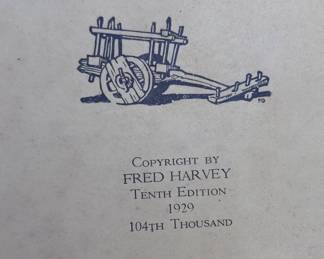 COPYRIGHT BY
FRED HARVEY
TENTH EDITION
1929
104TH THOUSAND